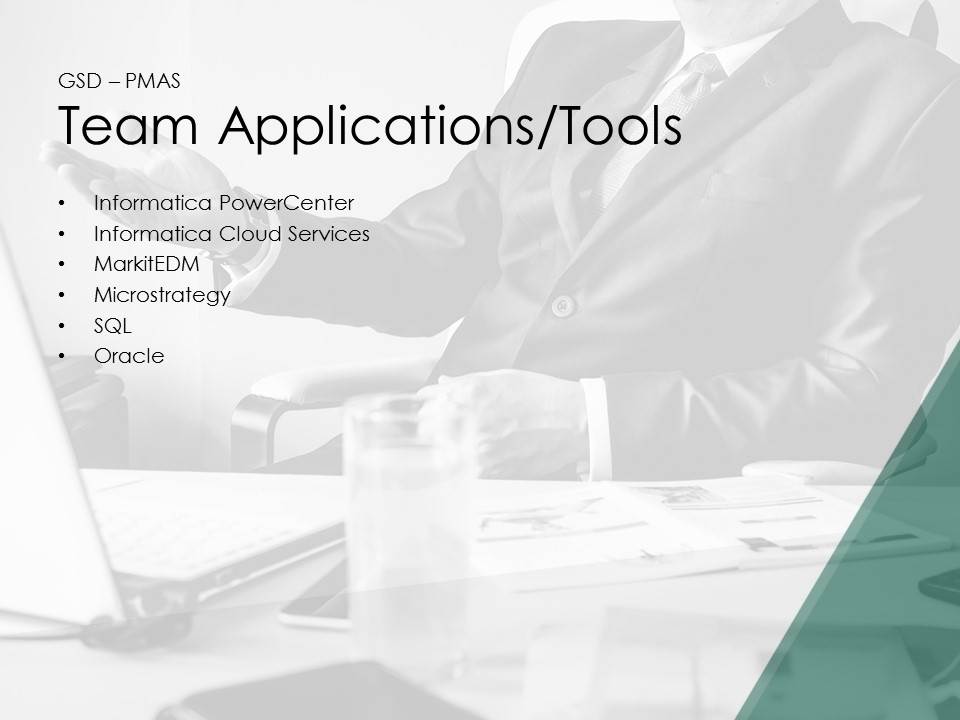 GSD – PMAS
Team Applications/Tools
• Informatica PowerCenter
• Informatica Cloud Services
• MarkitEDM
• Microstrategy
• SQL
• Oracle